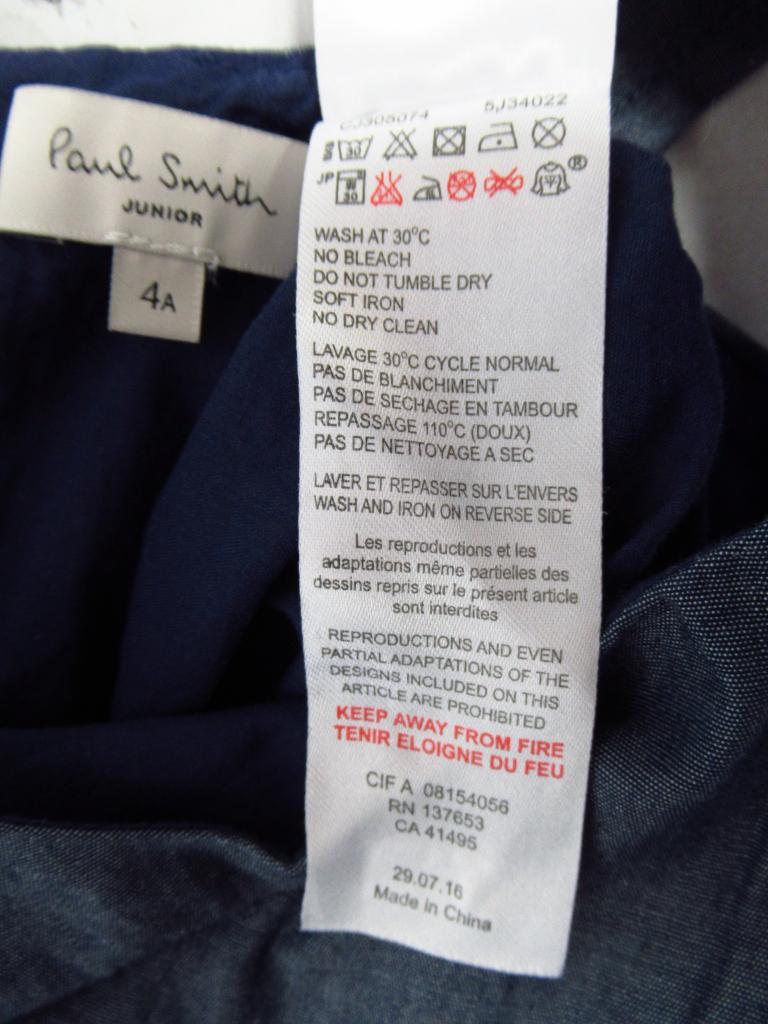 Paul Smith
JUNIOR
4A
CJ305074 5J34022
30
JP W 30
WASH AT 30°C
NO BLEACH
DO NOT TUMBLE DRY
SOFT IRON
NO DRY CLEAN
LAVAGE 30°C CYCLE NORMAL
PAS DE BLANCHIMENT
PAS DE SECHAGE EN TAMBOUR
REPASSAGE 110°C (DOUX)
PAS DE NETTOYAGE A SEC
LAVER ET REPASSER SUR L'ENVERS
WASH AND IRON ON REVERSE SIDE
Les reproductions et les
adaptations même partielles des
dessins repris sur le présent article
sont interdites
REPRODUCTIONS AND EVEN
PARTIAL ADAPTATIONS OF THE
DESIGNS INCLUDED ON THIS
ARTICLE ARE PROHIBITED
KEEP AWAY FROM FIRE
TENIR ELOIGNE DU FEU
CIF A 08154056
RN 137653
CA 41495
29.07.16
Made in China